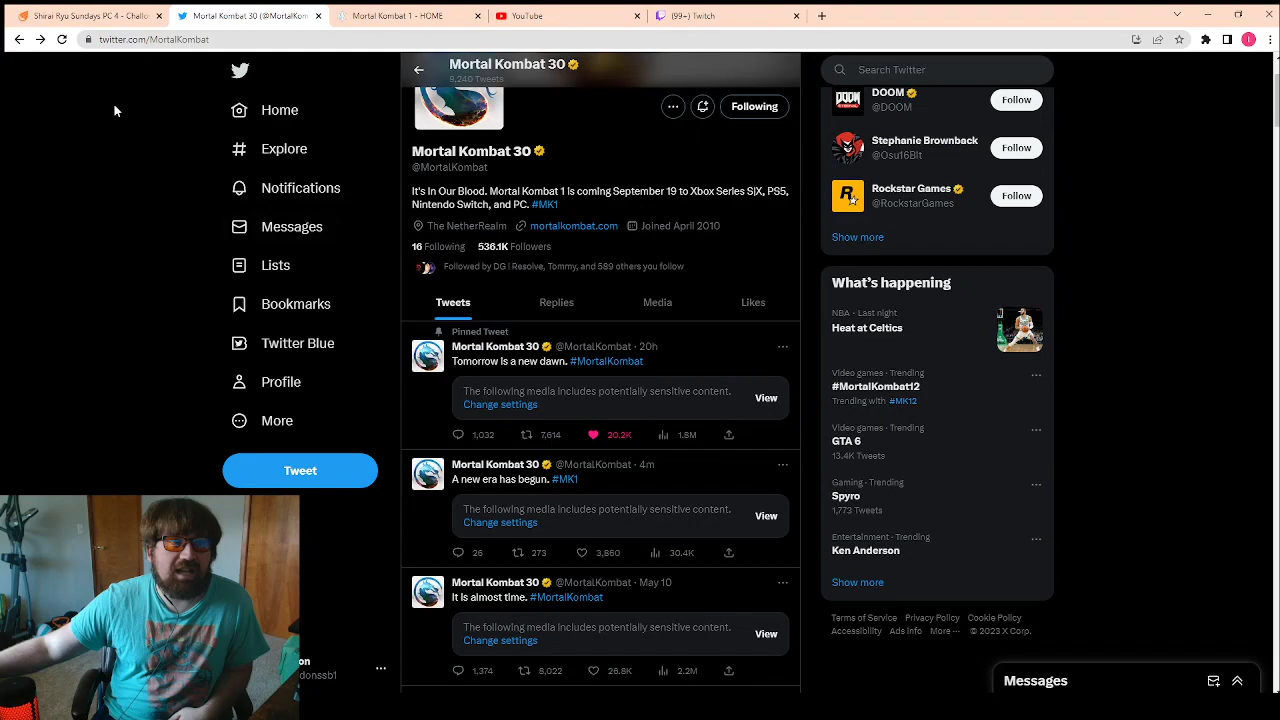 Shirai Ryu Sundays PC 4 - Challo
Mortal Kombat 30 (@MortalKom
Mortal Kombat 1 - HOME
YouTube
(99+) Twitch
twitter.com/MortalKombat
Home
Explore
Notifications
Messages
Lists
Bookmarks
Twitter Blue
Profile
More
Tweet
on
donssb1
Mortal Kombat 30
9,240 Tweets
Following
Mortal Kombat 30
@MortalKombat
It's In Our Blood. Mortal Kombat 1 is coming September 19 to Xbox Series S|X, PS5,
Nintendo Switch, and PC. #MK1
The NetherRealm mortalkombat.com Joined April 2010
16 Following 536.1K Followers
Followed by DG | Resolve, Tommy, and 589 others you follow
Tweets Replies Media Likes
Pinned Tweet
Mortal Kombat 30 @MortalKombat · 20h
Tomorrow is a new dawn. #MortalKombat
The following media includes potentially sensitive content.
Change settings
View
1,032 7,614 20.2K 1.8M
Mortal Kombat 30 @MortalKombat · 4m
A new era has begun. #MK1
The following media includes potentially sensitive content.
Change settings
View
26 273 3,860 30.4K
Mortal Kombat 30 @MortalKombat · May 10
It is almost time. #MortalKombat
The following media includes potentially sensitive content.
Change settings
View
1,374 8,022 26.8K 2.2M
Search Twitter
DOOM
@DOOM
Follow
DOOM
Stephanie Brownback
@Osu16Bit
Follow
Rockstar Games
@RockstarGames
Follow
R
Show more
What's happening
NBA · Last night
Heat at Celtics
Video games · Trending
#MortalKombat12
Trending with #MK12
Video games · Trending
GTA 6
13.4K Tweets
Gaming · Trending
Spyro
1,773 Tweets
Entertainment · Trending
Ken Anderson
Show more
Terms of Service Privacy Policy Cookie Policy
Accessibility Ads info More ··· © 2023 X Corp.
Messages